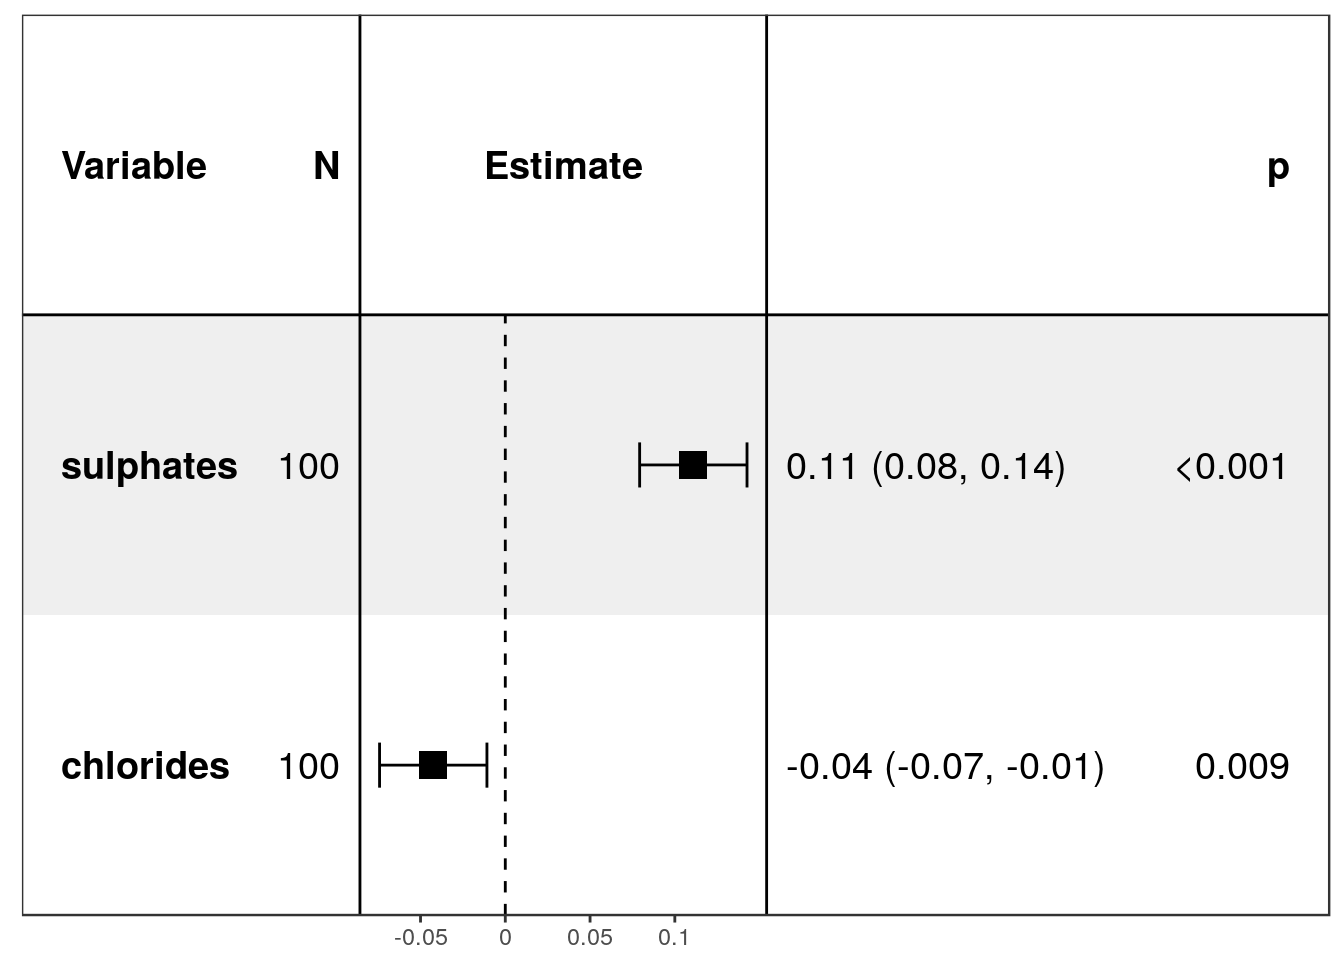 Variable N Estimate p
sulphates 100 0.11 (0.08, 0.14) <0.001
chlorides 100 -0.04 (-0.07, -0.01) 0.009
-0.05 0 0.05 0.1